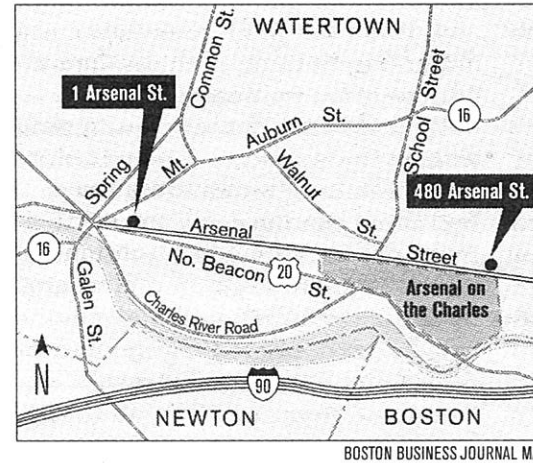 WATERTOWN
1 Arsenal St.
Common St.
Spring
Mt. Auburn St.
School Street
16
Walnut St.
480 Arsenal St.
Arsenal Street
16
Galen St.
No. Beacon St.
20
Arsenal on
the Charles
Charles River Road
N
90
NEWTON
BOSTON
BOSTON BUSINESS JOURNAL